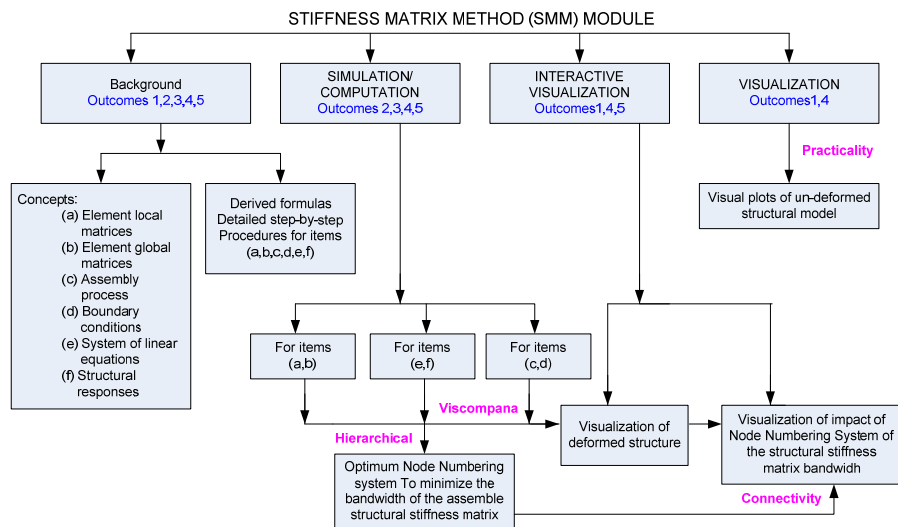 STIFFNESS MATRIX METHOD (SMM) MODULE
Background
Outcomes 1,2,3,4,5
SIMULATION/
COMPUTATION
Outcomes 2,3,4,5
INTERACTIVE
VISUALIZATION
Outcomes1,4,5
VISUALIZATION
Outcomes1,4
Practicality
Concepts:
(a) Element local
matrices
(b) Element global
matrices
(c) Assembly
process
(d) Boundary
conditions
(e) System of linear
equations
(f) Structural
responses
Derived formulas
Detailed step-by-step
Procedures for items
(a,b,c,d,e,f)
Visual plots of un-deformed
structural model
For items
(a,b)
For items
(e,f)
For items
(c,d)
Viscompana
Hierarchical
Visualization of
deformed structure
Visualization of impact of
Node Numbering System of
the structural stiffness
matrix bandwidh
Optimum Node Numbering
system To minimize the
bandwidth of the assemble
structural stiffness matrix
Connectivity